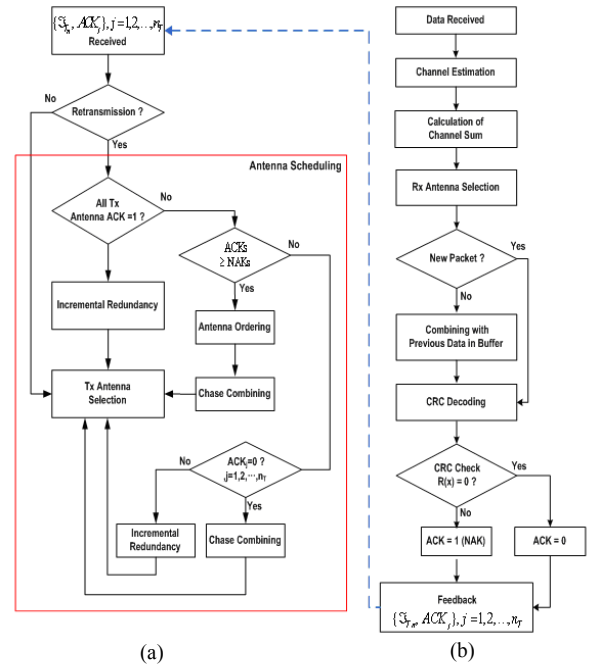 {ℑ_Tn, ACK_j}, j=1,2,...,n_T
Received
Retransmission ?
No
Yes
Antenna Scheduling
All Tx
Antenna ACK =1 ?
No
Yes
ACKs
≥ NAKs
No
Yes
Incremental Redundancy
Antenna Ordering
Tx Antenna
Selection
Chase Combining
ACK_j=0 ?
j=1,2,···,n_T
No
Yes
Incremental
Redundancy
Chase Combining
(a)
Data Received
Channel Estimation
Calculation of
Channel Sum
Rx Antenna Selection
New Packet ?
Yes
No
Combining with
Previous Data in Buffer
CRC Decoding
CRC Check
R(x) = 0 ?
Yes
No
ACK = 1 (NAK)
ACK = 0
Feedback
{ℑ_Tn, ACK_j}, j=1,2,...,n_T
(b)